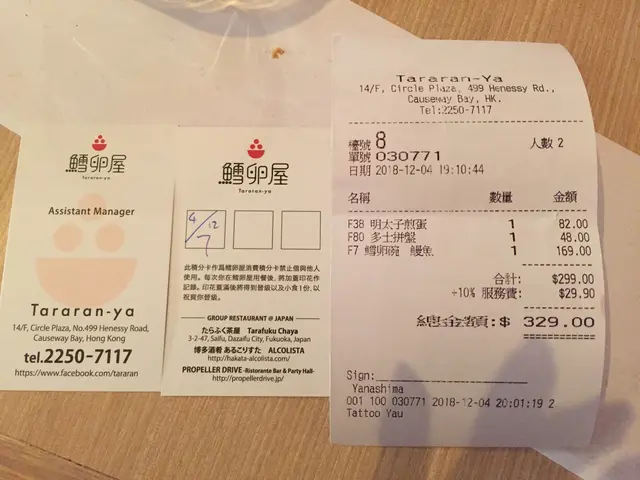 鱈卵屋
Tararan-ya
Assistant Manager
Tararan-ya
14/F, Circle Plaza, No.499 Henessy Road,
Causeway Bay, Hong Kong
tel.2250-7117
https://www.facebook.com/tararan
鱈卵屋
Tararan-ya
4/12
7
此積分卡作為鱈卵屋消費積分卡禁止借與他人
使用。每次你在鱈卵屋用餐後，將加蓋印花作
記錄。印花蓋滿後將得到晉級以及小食1份，以
祝賀你晉級。
GROUP RESTAURANT @ JAPAN
たらふく茶屋 Tarafuku Chaya
3-2-47, Saifu, Dazaifu City, Fukuoka, Japan
博多酒肴 あるこりすた ALCOLISTA
http://hakata-alcolista.com/
PROPELLER DRIVE -Ristorante Bar & Party Hall-
http://propellerdrive.jp/
Tararan-Ya
14/F, Circle Plaza, 499 Henessy Rd.,
Causeway Bay, HK.
Tel:2250-7117
檯號 8 人數 2
單號 030771
日期 2018-12-04 19:10:44
名稱 數量 金額
F38 明太子煎蛋 1 82.00
F80 多士拼盤 1 48.00
F7 鱈卵碗 鰻魚 1 169.00
合計: $299.00
+10% 服務費: $29.90
總金額:$ 329.00
Sign:
Yanashima
001 100 030771 2018-12-04 20:01:19 2
Tattoo Yau